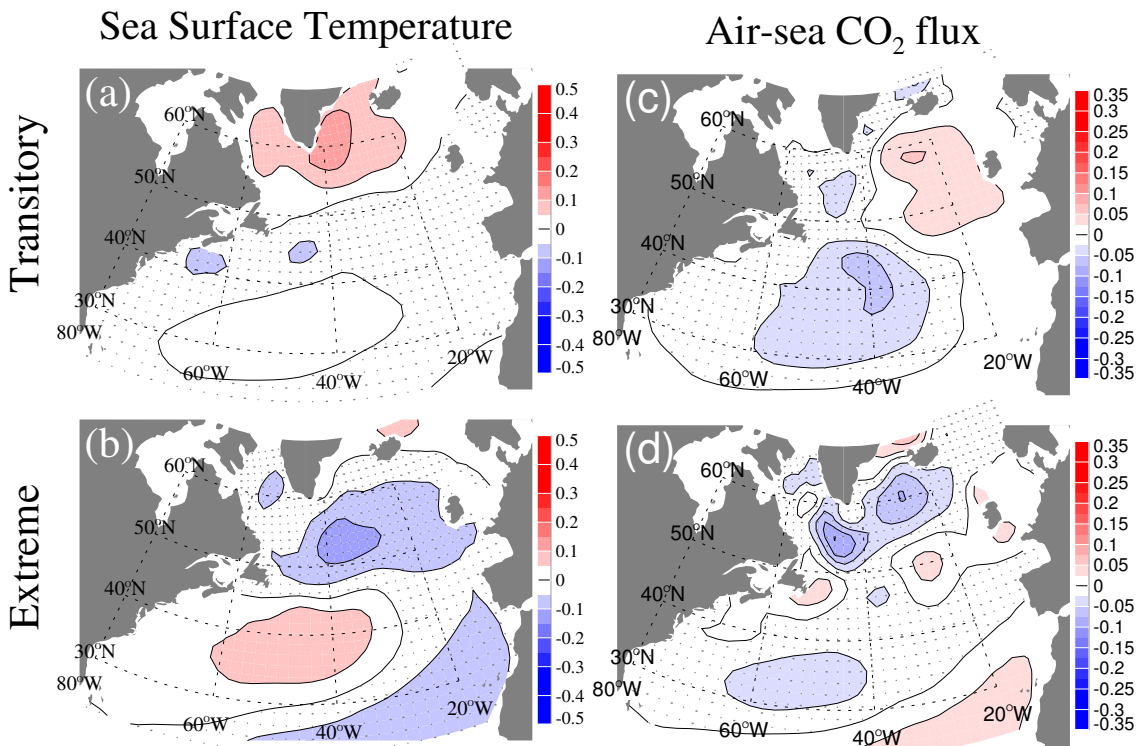 Sea Surface Temperature
Air-sea CO₂ flux
Transitory
Extreme
(a)
60°N
50°N
40°N
30°N
80°W
60°W
40°W
20°W
0.5
0.4
0.3
0.2
0.1
0
-0.1
-0.2
-0.3
-0.4
-0.5
(c)
60°N
50°N
40°N
30°N
80°W
60°W
40°W
20°W
0.35
0.3
0.25
0.2
0.15
0.1
0.05
0
-0.05
-0.1
-0.15
-0.2
-0.25
-0.3
-0.35
(b)
60°N
50°N
40°N
30°N
80°W
60°W
40°W
20°W
0.5
0.4
0.3
0.2
0.1
0
-0.1
-0.2
-0.3
-0.4
-0.5
(d)
60°N
50°N
40°N
30°N
80°W
60°W
40°W
20°W
0.35
0.3
0.25
0.2
0.15
0.1
0.05
0
-0.05
-0.1
-0.15
-0.2
-0.25
-0.3
-0.35